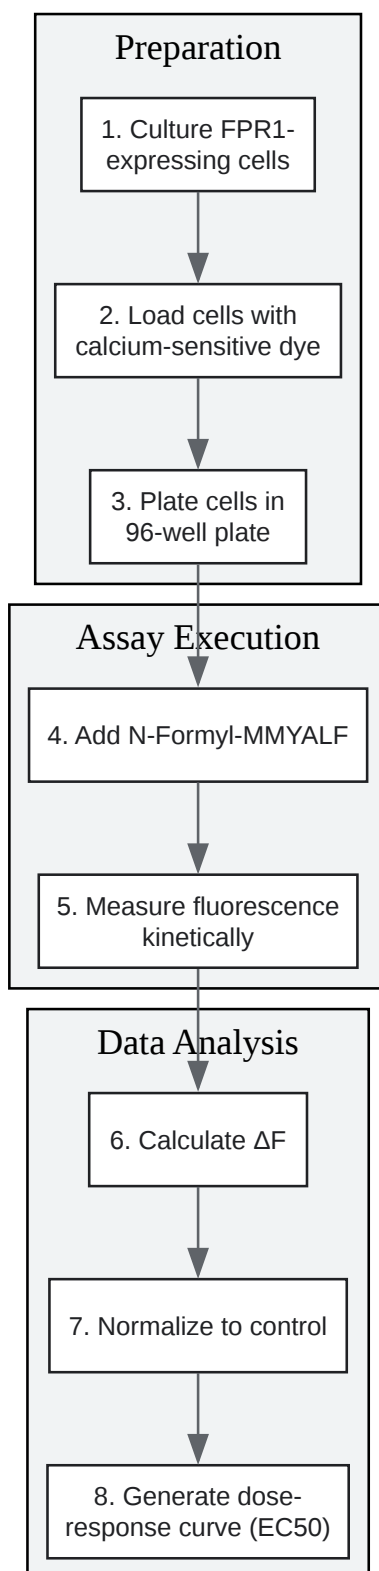 Preparation
1. Culture FPR1-
expressing cells
2. Load cells with
calcium-sensitive dye
3. Plate cells in
96-well plate
Assay Execution
4. Add N-Formyl-MMYALF
5. Measure fluorescence
kinetically
Data Analysis
6. Calculate ΔF
7. Normalize to control
8. Generate dose-
response curve (EC50)